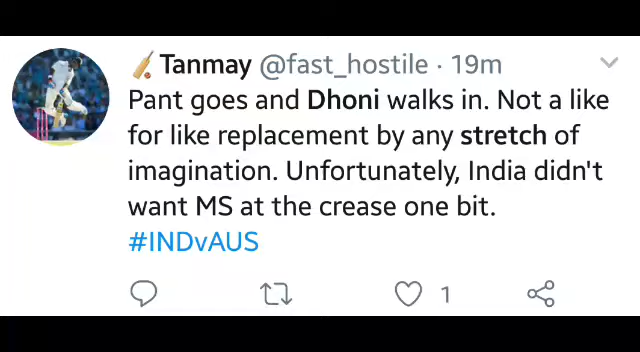 Tanmay @fast_hostile · 19m
Pant goes and Dhoni walks in. Not a like
for like replacement by any stretch of
imagination. Unfortunately, India didn't
want MS at the crease one bit.
#INDvAUS
1